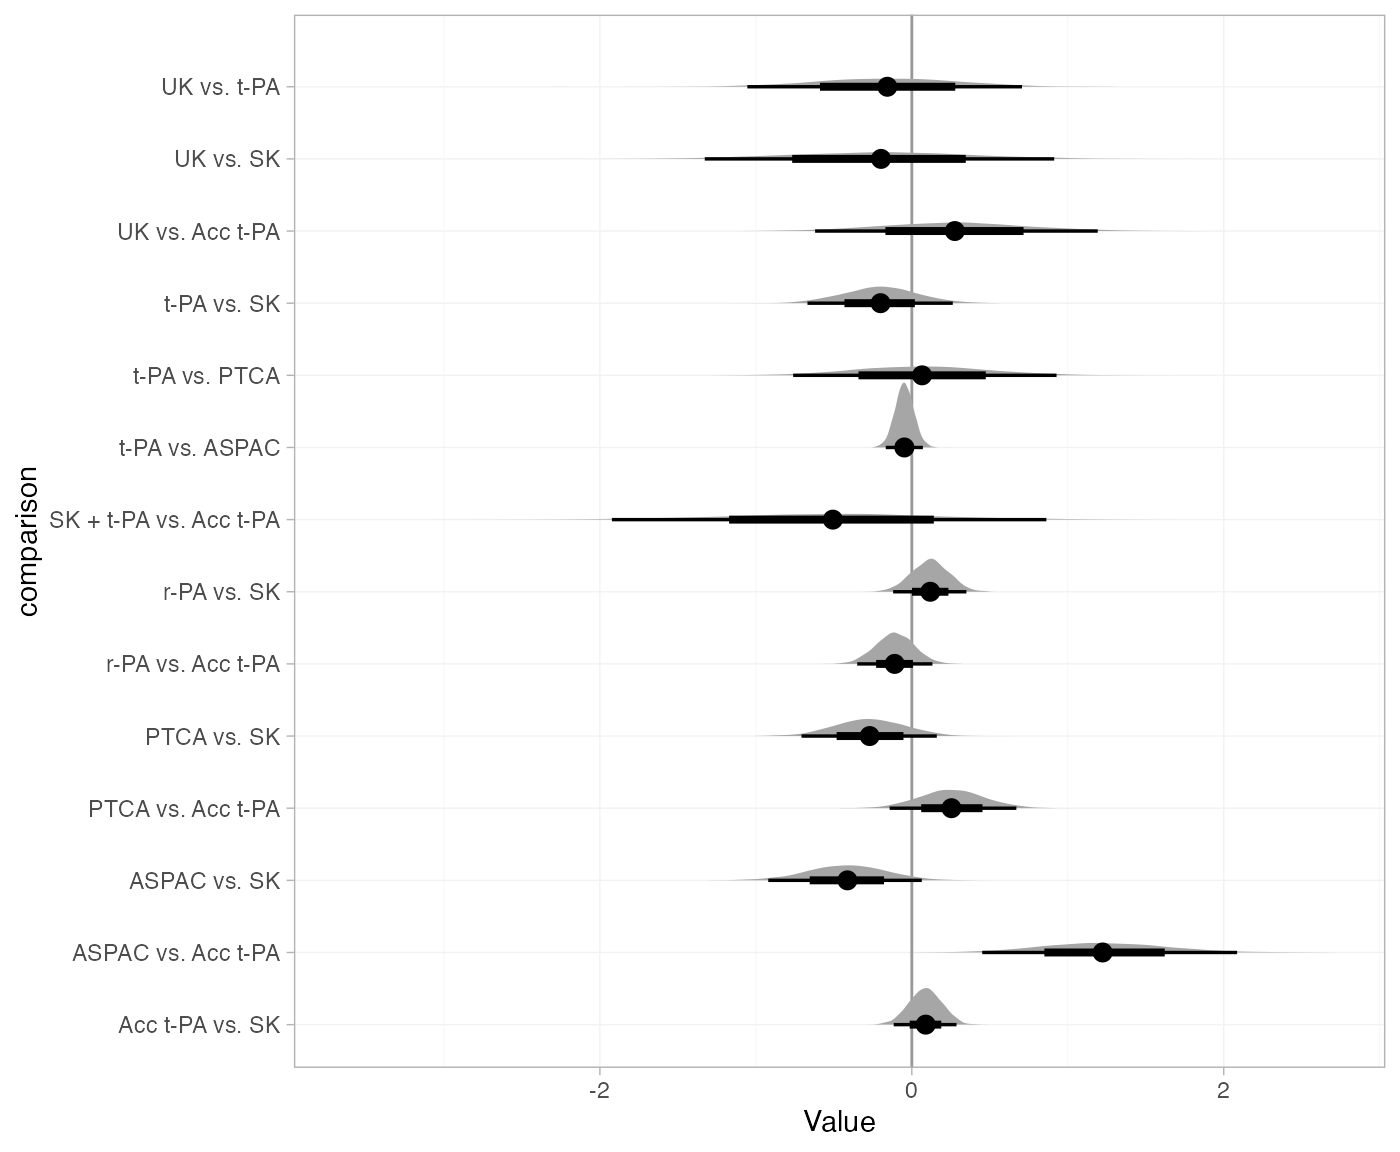 UK vs. t-PA
UK vs. SK
UK vs. Acc t-PA
t-PA vs. SK
t-PA vs. PTCA
t-PA vs. ASPAC
SK + t-PA vs. Acc t-PA
r-PA vs. SK
r-PA vs. Acc t-PA
PTCA vs. SK
PTCA vs. Acc t-PA
ASPAC vs. SK
ASPAC vs. Acc t-PA
Acc t-PA vs. SK
comparison
-2 0 2
Value